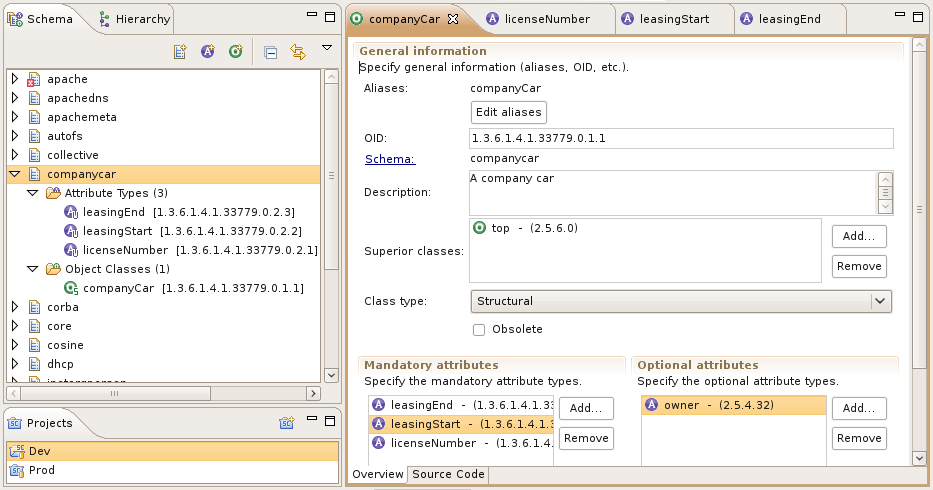 Schema
Hierarchy
apache
apachedns
apachemeta
autofs
collective
companycar
Attribute Types (3)
leasingEnd [1.3.6.1.4.1.33779.0.2.3]
leasingStart [1.3.6.1.4.1.33779.0.2.2]
licenseNumber [1.3.6.1.4.1.33779.0.2.1]
Object Classes (1)
companyCar [1.3.6.1.4.1.33779.0.1.1]
corba
core
cosine
dhcp
Projects
Dev
Prod
companyCar
licenseNumber
leasingStart
leasingEnd
General information
Specify general information (aliases, OID, etc.).
Aliases: companyCar
Edit aliases
OID: 1.3.6.1.4.1.33779.0.1.1
Schema: companycar
Description: A company car
Superior classes: top - (2.5.6.0)
Add...
Remove
Class type: Structural
Obsolete
Mandatory attributes
Specify the mandatory attribute types.
leasingEnd - (1.3.6.1.4.1.33
leasingStart - (1.3.6.1.4.1.3
licenseNumber - (1.3.6.1.4
Add...
Remove
Optional attributes
Specify the optional attribute types.
owner - (2.5.4.32)
Add...
Remove
Overview
Source Code